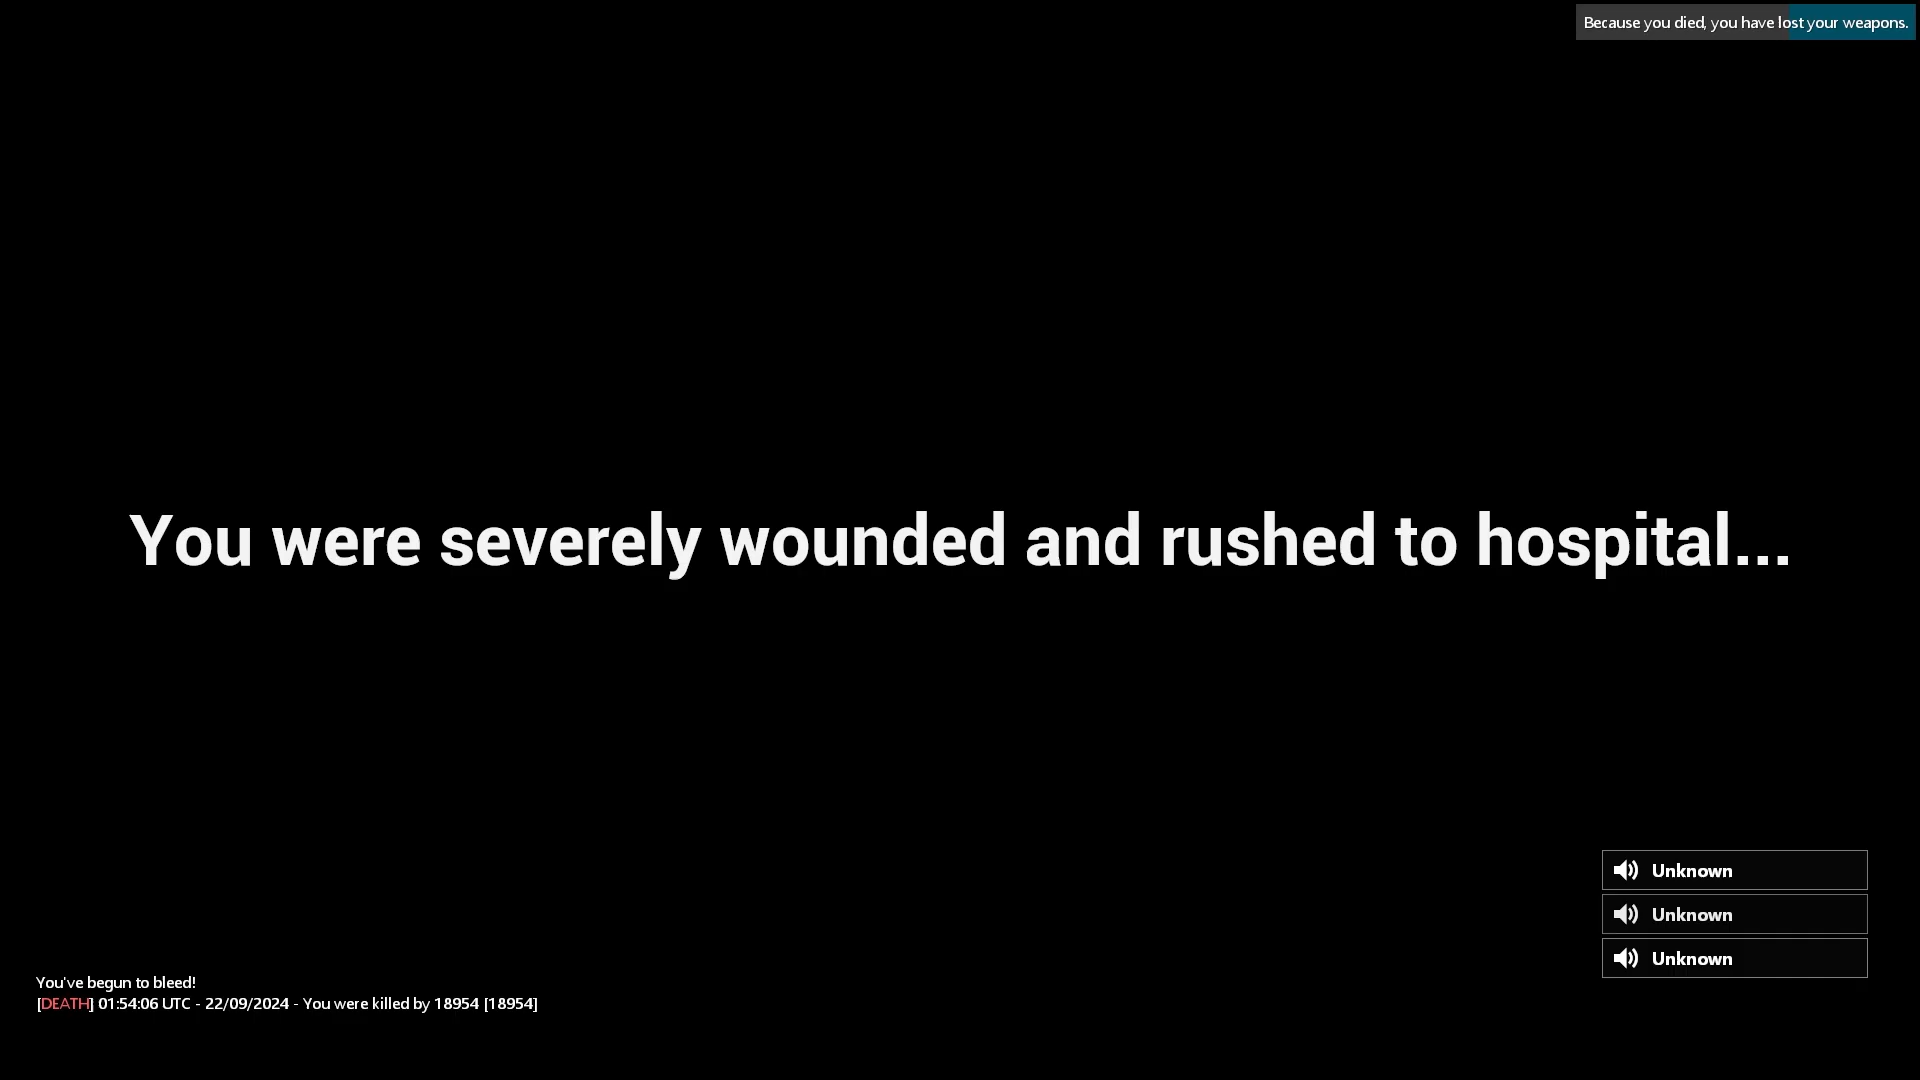 Because you died, you have lost your weapons.
You were severely wounded and rushed to hospital...
Unknown
Unknown
Unknown
You've begun to bleed!
[DEATH] 01:54:06 UTC - 22/09/2024 - You were killed by 18954 [18954]